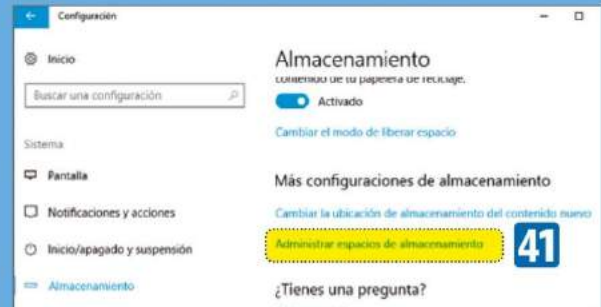 Configuración
Inicio
Buscar una configuración
Sistema
Pantalla
Notificaciones y acciones
Inicio/apagado y suspensión
Almacenamiento
Almacenamiento
contenido de tu papelera de reciclaje.
Activado
Cambiar el modo de liberar espacio
Más configuraciones de almacenamiento
Cambiar la ubicación de almacenamiento del contenido nuevo
Administrar espacios de almacenamiento
41
¿Tienes una pregunta?